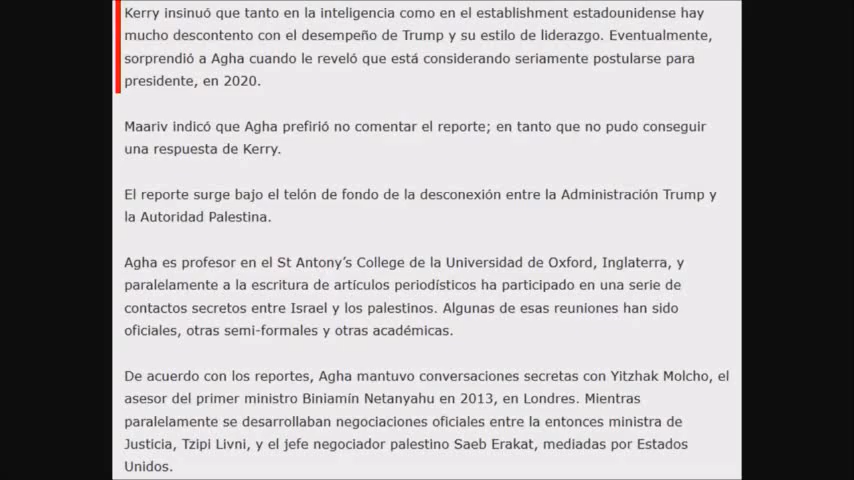 Kerry insinuó que tanto en la inteligencia como en el establishment estadounidense hay
mucho descontento con el desempeño de Trump y su estilo de liderazgo. Eventualmente,
sorprendió a Agha cuando le reveló que está considerando seriamente postularse para
presidente, en 2020.
Maariv indicó que Agha prefirió no comentar el reporte; en tanto que no pudo conseguir
una respuesta de Kerry.
El reporte surge bajo el telón de fondo de la desconexión entre la Administración Trump y
la Autoridad Palestina.
Agha es profesor en el St Antony’s College de la Universidad de Oxford, Inglaterra, y
paralelamente a la escritura de artículos periodísticos ha participado en una serie de
contactos secretos entre Israel y los palestinos. Algunas de esas reuniones han sido
oficiales, otras semi-formales y otras académicas.
De acuerdo con los reportes, Agha mantuvo conversaciones secretas con Yitzhak Molcho, el
asesor del primer ministro Biniamín Netanyahu en 2013, en Londres. Mientras
paralelamente se desarrollaban negociaciones oficiales entre la entonces ministra de
Justicia, Tzipi Livni, y el jefe negociador palestino Saeb Erakat, mediadas por Estados
Unidos.